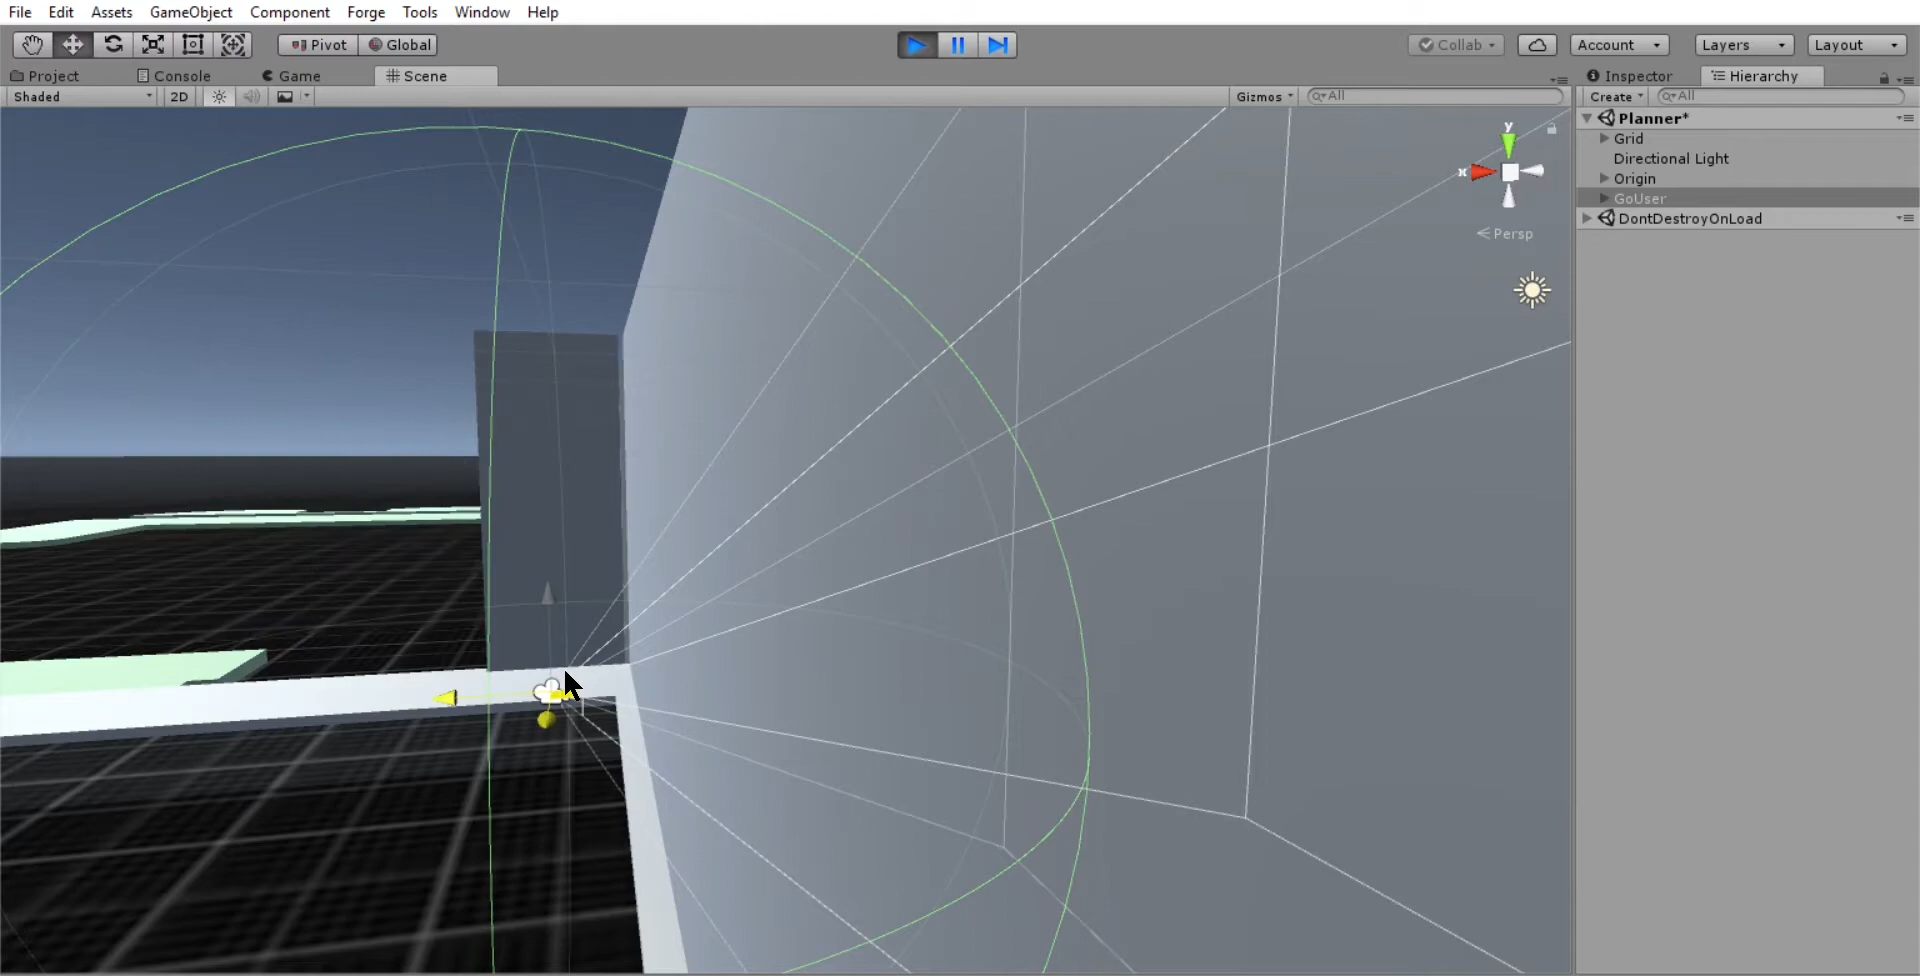 File Edit Assets GameObject Component Forge Tools Window Help
Pivot Global Collab Account Layers Layout
Project Console Game Scene Inspector Hierarchy
Shaded 2D Gizmos All Create All
Planner*
Grid
Directional Light
Origin
GoUser
DontDestroyOnLoad
y
x
Persp